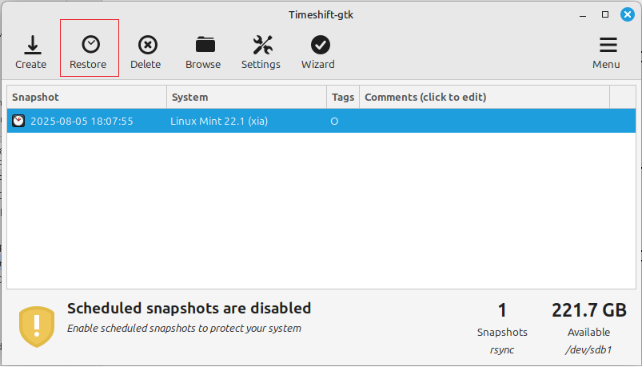 Timeshift-gtk
Create Restore Delete Browse Settings Wizard Menu
Snapshot System Tags Comments (click to edit)
2025-08-05 18:07:55 Linux Mint 22.1 (xia) O
Scheduled snapshots are disabled
Enable scheduled snapshots to protect your system
1 221.7 GB
Snapshots Available
rsync /dev/sdb1